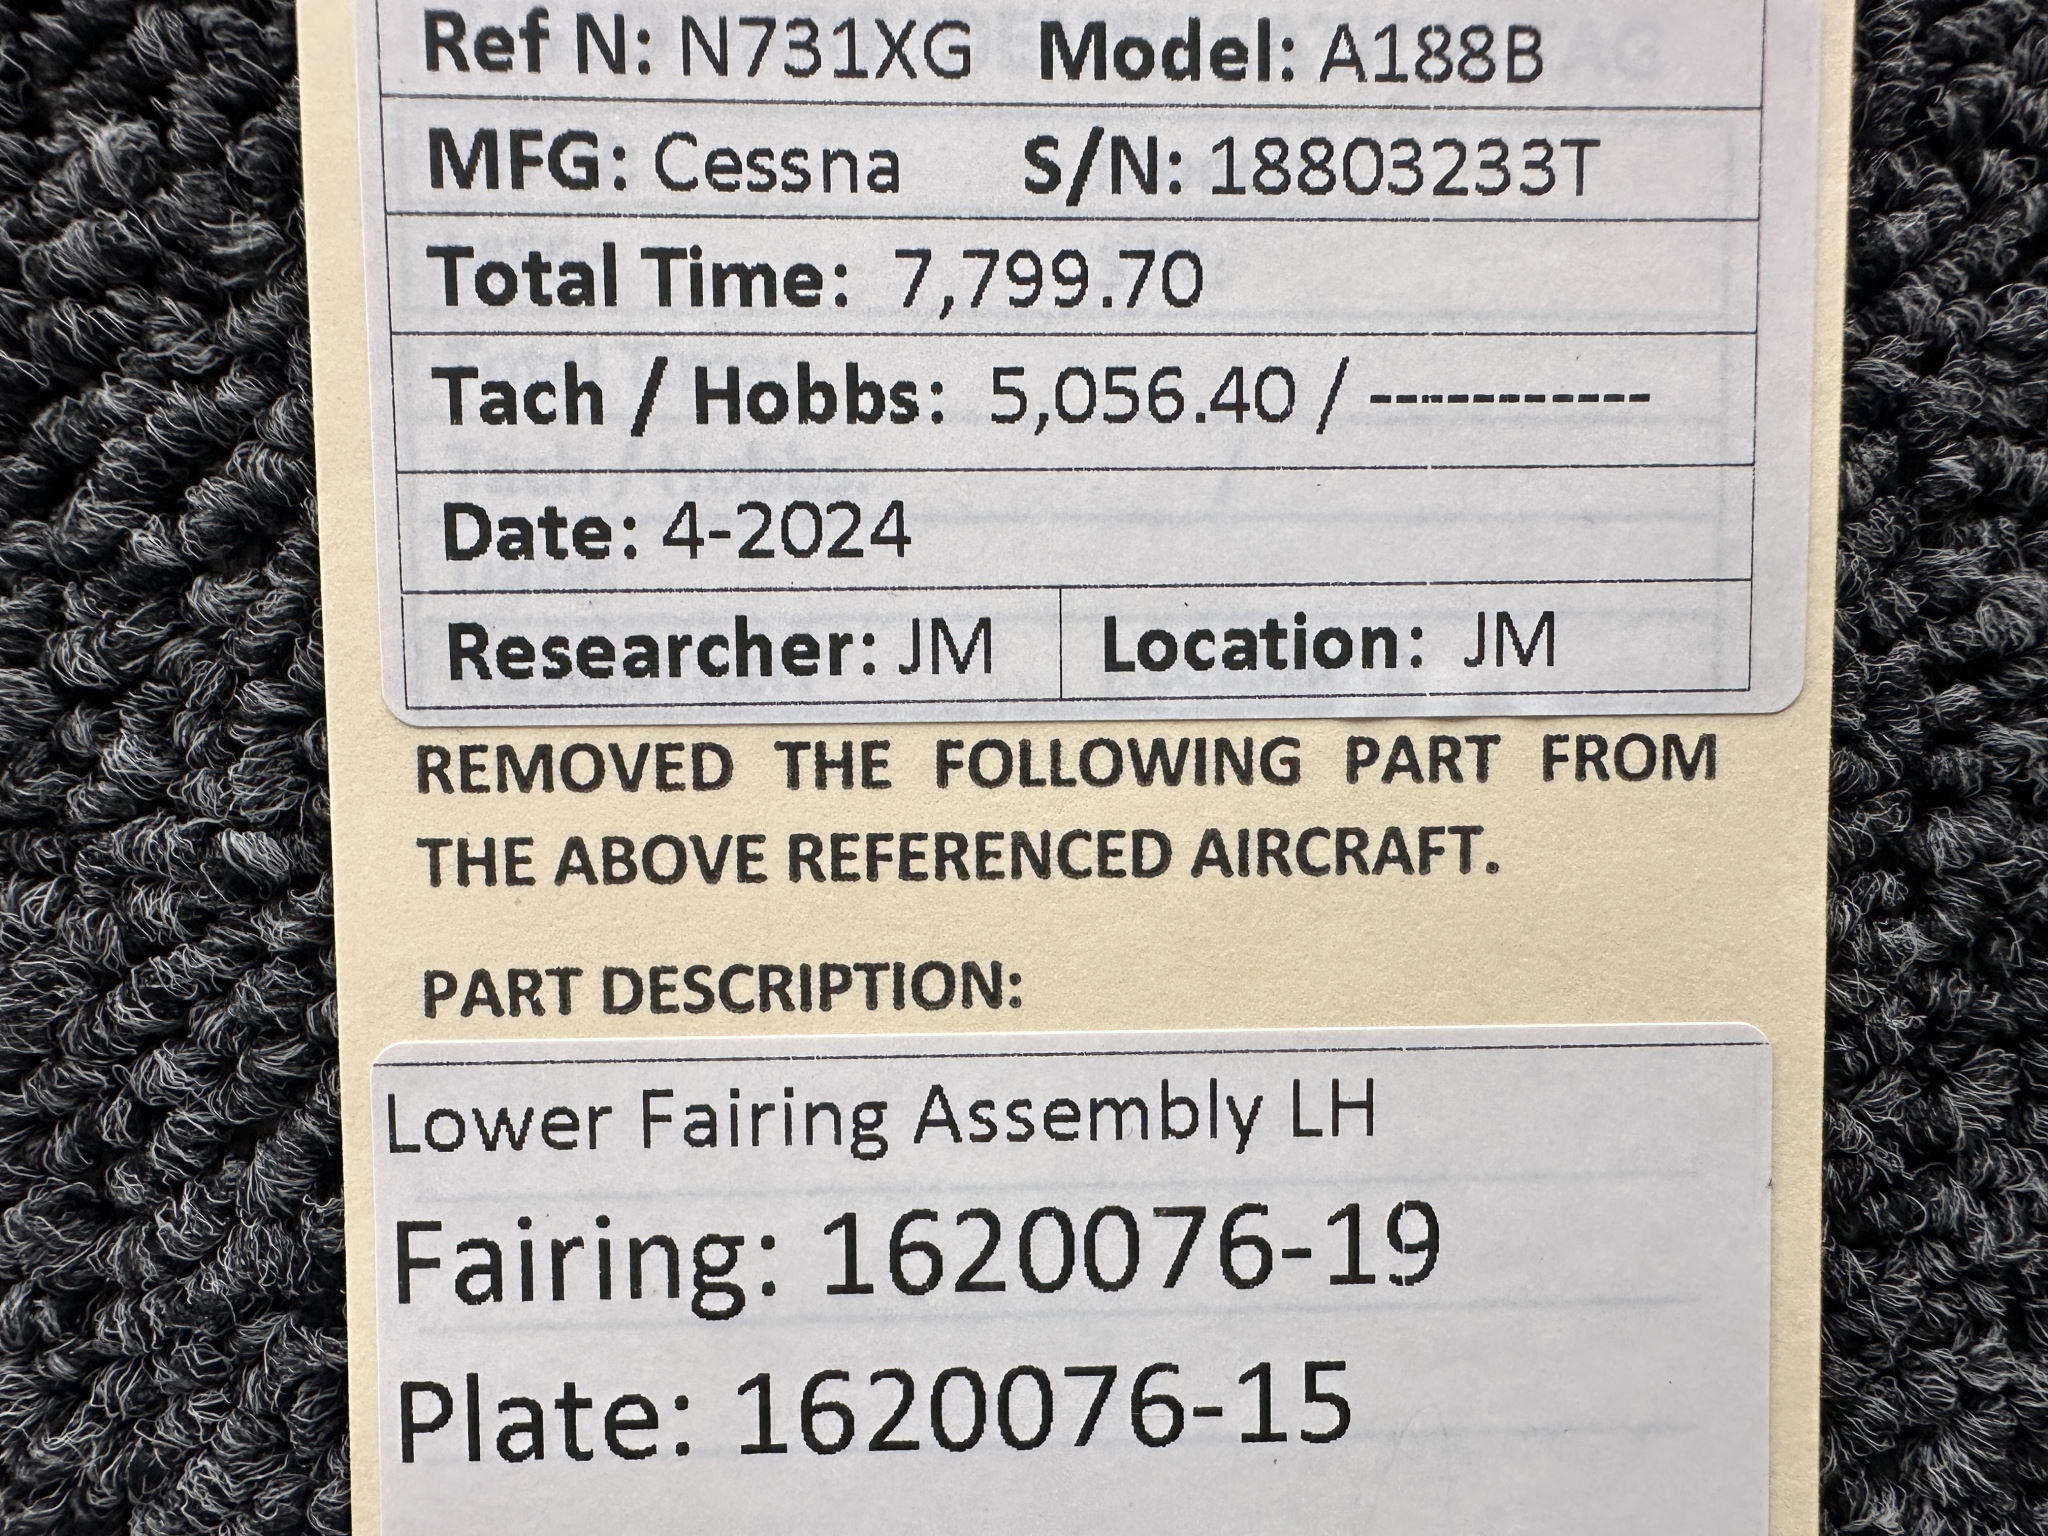 Ref N: N731XG Model: A188B
MFG: Cessna S/N: 18803233T
Total Time: 7,799.70
Tach / Hobbs: 5,056.40 / ------------
Date: 4-2024
Researcher: JM Location: JM
REMOVED THE FOLLOWING PART FROM
THE ABOVE REFERENCED AIRCRAFT.
PART DESCRIPTION:
Lower Fairing Assembly LH
Fairing: 1620076-19
Plate: 1620076-15